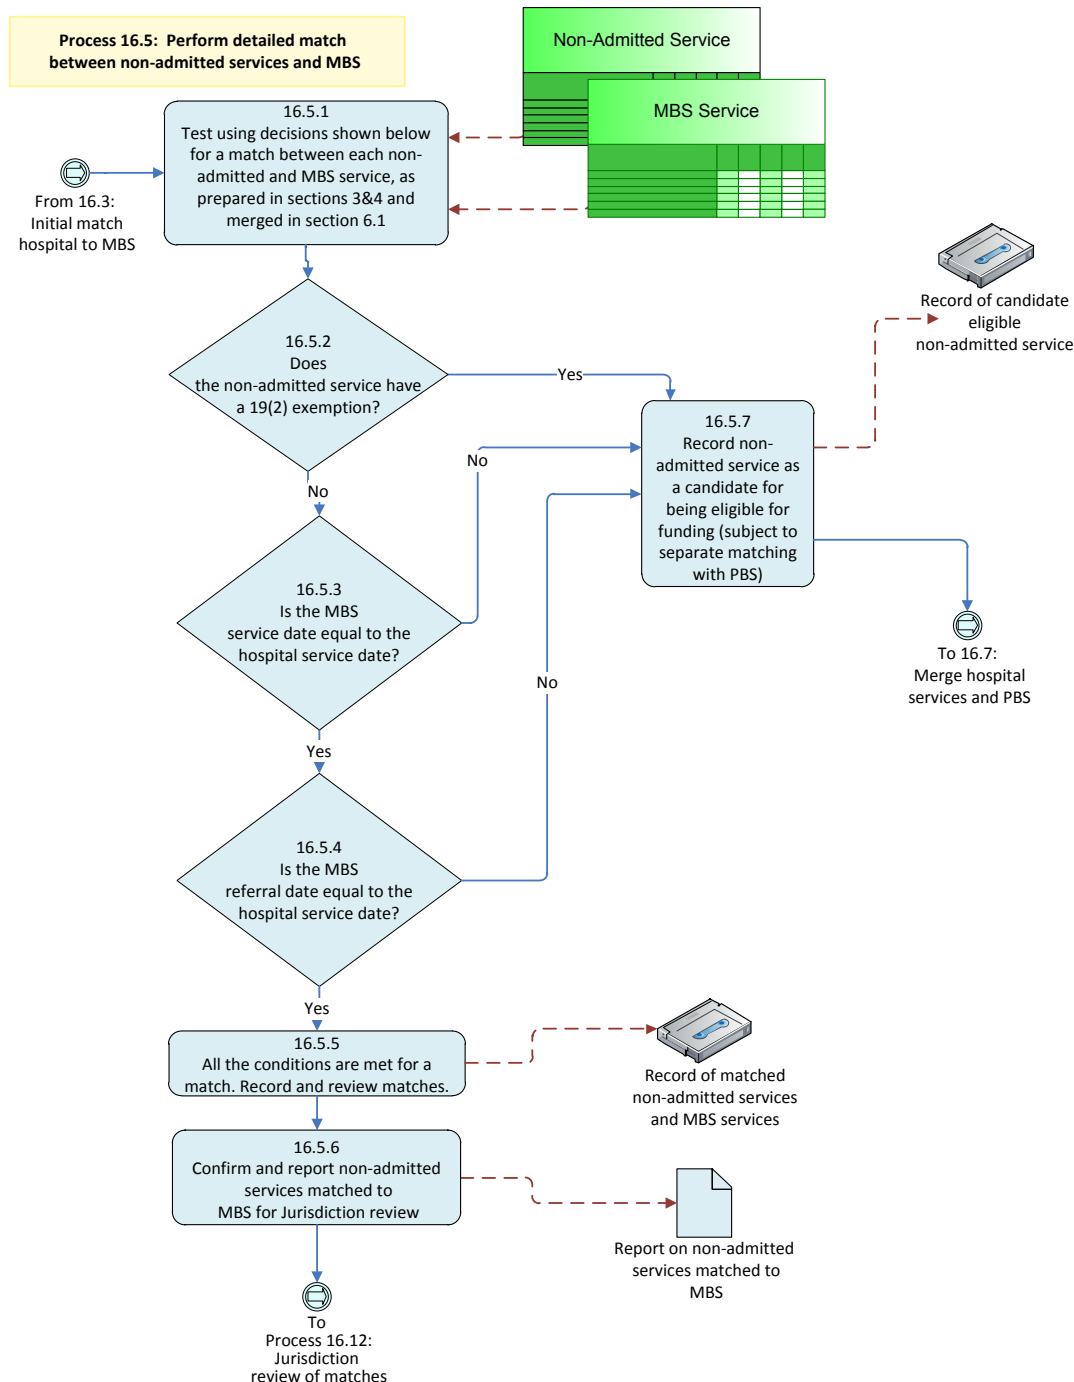 Process 16.5:  Perform detailed match
between non-admitted services and MBS
Non-Admitted Service
MBS Service
16.5.1
Test using decisions shown below
for a match between each non-
admitted and MBS service, as
prepared in sections 3&4 and
merged in section 6.1
From 16.3:
Initial match
hospital to MBS
Record of candidate
eligible
non-admitted service
16.5.2
Does
the non-admitted service have
a 19(2) exemption?
Yes
No
16.5.7
Record non-
admitted service as
a candidate for
being eligible for
funding (subject to
separate matching
with PBS)
No
16.5.3
Is the MBS
service date equal to the
hospital service date?
To 16.7:
Merge hospital
services and PBS
No
Yes
16.5.4
Is the MBS
referral date equal to the
hospital service date?
Yes
16.5.5
All the conditions are met for a
match. Record and review matches.
Record of matched
non-admitted services
and MBS services
16.5.6
Confirm and report non-admitted
services matched to
MBS for Jurisdiction review
Report on non-admitted
services matched to
MBS
To
Process 16.12:
Jurisdiction
review of matches